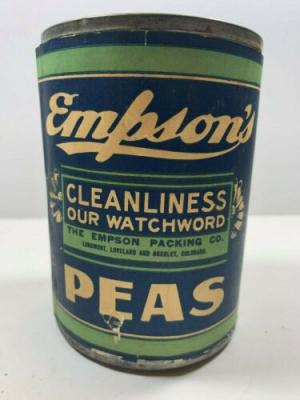 Empson's
CLEANLINESS
OUR WATCHWORD
THE EMPSON PACKING CO.
LONGMONT, LOVELAND AND GREELEY, COLORADO.
PEAS